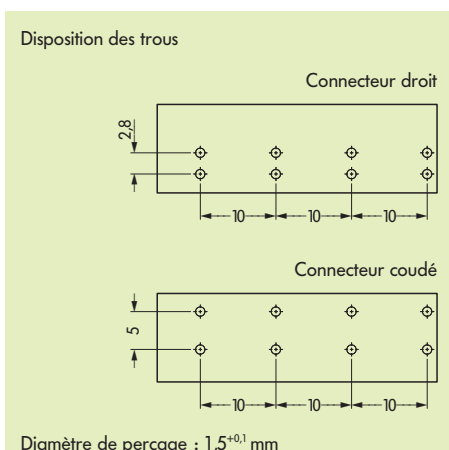 Disposition des trous
Connecteur droit
2,8
10 10 10
Connecteur coudé
5
10 10 10
Diamètre de perçage : 1,5+0,1 mm